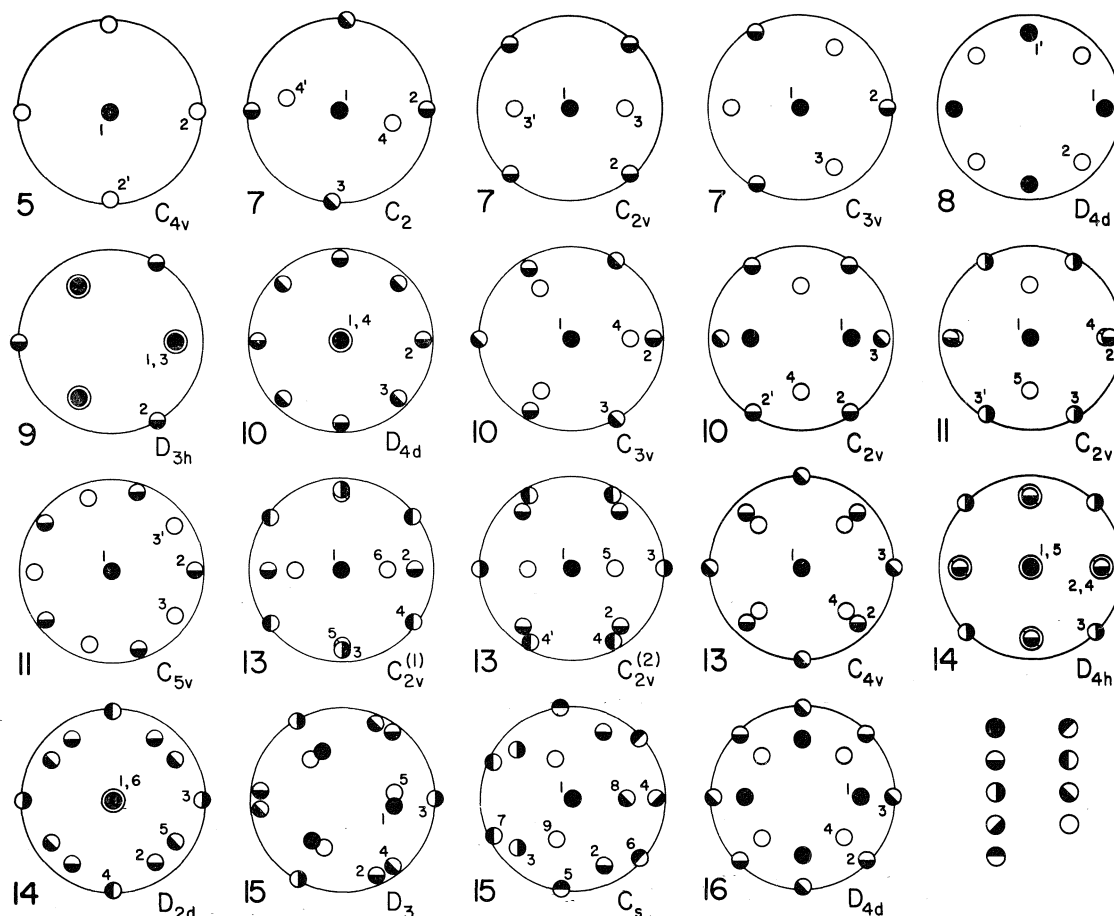 1 2 2' 5 C4v
4' 1 2 4 3 7 C2
1 3' 3 2 7 C2v
1 2 3 7 C3v
1' 1 2 8 D4d
1,3 2 9 D3h
1,4 2 3 10 D4d
1 4 2 3 10 C3v
1 3 4 2' 2 10 C2v
1 4 2 5 3' 3 11 C2v
1 3' 2 3 11 C5v
1 6 2 4 5 3 13 C2v(1)
1 5 3 2 4' 4 13 C2v(2)
1 3 4 2 13 C4v
1,5 2,4 3 14 D4h
1,6 3 5 2 4 14 D2d
5 1 3 4 2 15 D3
1 8 4 7 3 9 2 6 5 15 Cs
1 3 4 2 16 D4d